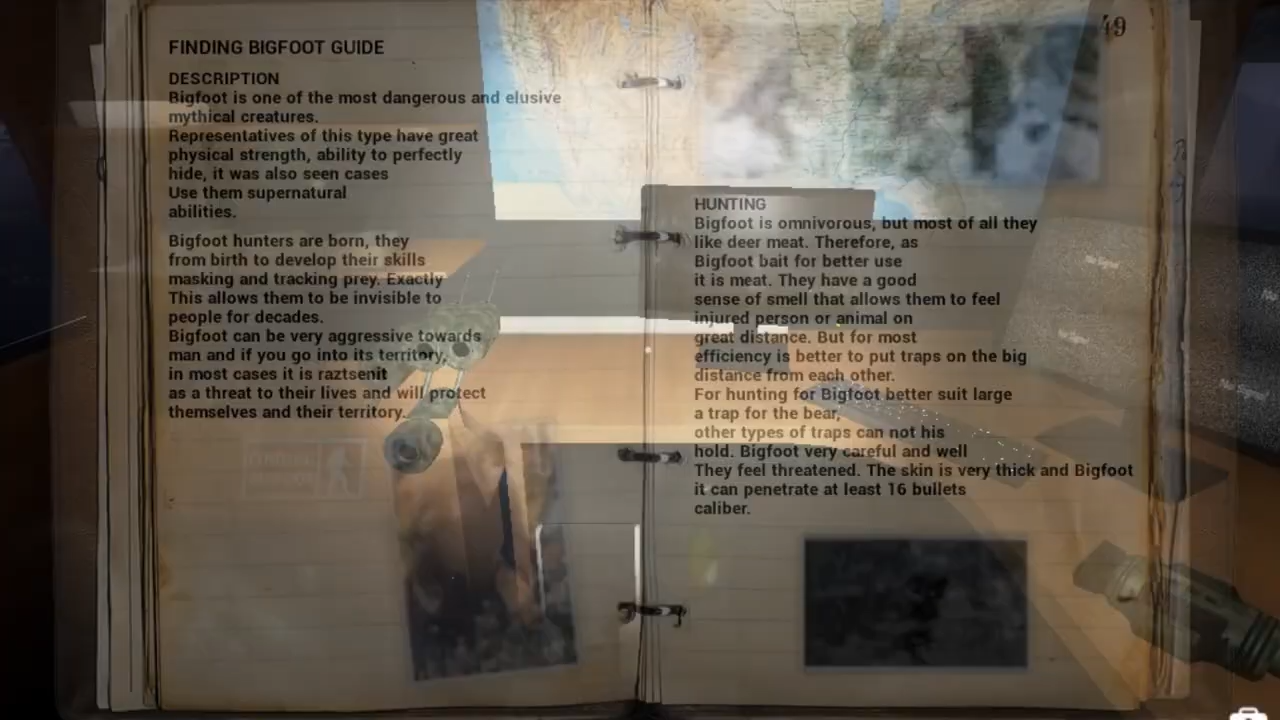 FINDING BIGFOOT GUIDE
DESCRIPTION
Bigfoot is one of the most dangerous and elusive
mythical creatures.
Representatives of this type have great
physical strength, ability to perfectly
hide, it was also seen cases
Use them supernatural
abilities.
Bigfoot hunters are born, they
from birth to develop their skills
masking and tracking prey. Exactly
This allows them to be invisible to
people for decades.
Bigfoot can be very aggressive towards
man and if you go into its territory,
in most cases it is raztsenit
as a threat to their lives and will protect
themselves and their territory.
49
HUNTING
Bigfoot is omnivorous, but most of all they
like deer meat. Therefore, as
Bigfoot bait for better use
it is meat. They have a good
sense of smell that allows them to feel
injured person or animal on
great distance. But for most
efficiency is better to put traps on the big
distance from each other.
For hunting for Bigfoot better suit large
a trap for the bear,
other types of traps can not his
hold. Bigfoot very careful and well
They feel threatened. The skin is very thick and Bigfoot
it can penetrate at least 16 bullets
caliber.
No Signal
No Signal